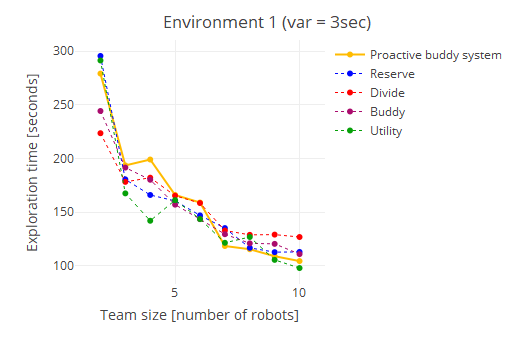 Environment 1 (var = 3sec)
Proactive buddy system
Reserve
Divide
Buddy
Utility
Exploration time [seconds]
300
250
200
150
100
5
10
Team size [number of robots]